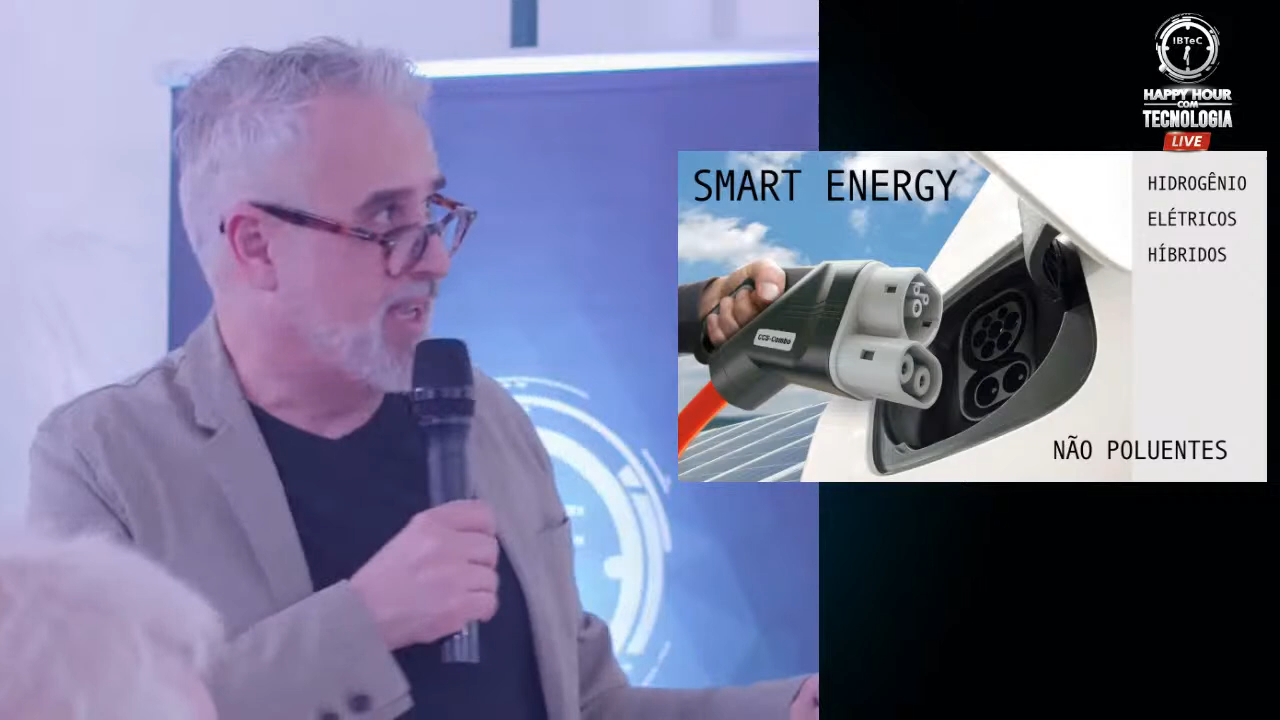 IBTeC
HAPPY HOUR
COM
TECNOLOGIA
LIVE
SMART ENERGY
HIDROGÊNIO
ELÉTRICOS
HÍBRIDOS
CCS-Combo
NÃO POLUENTES